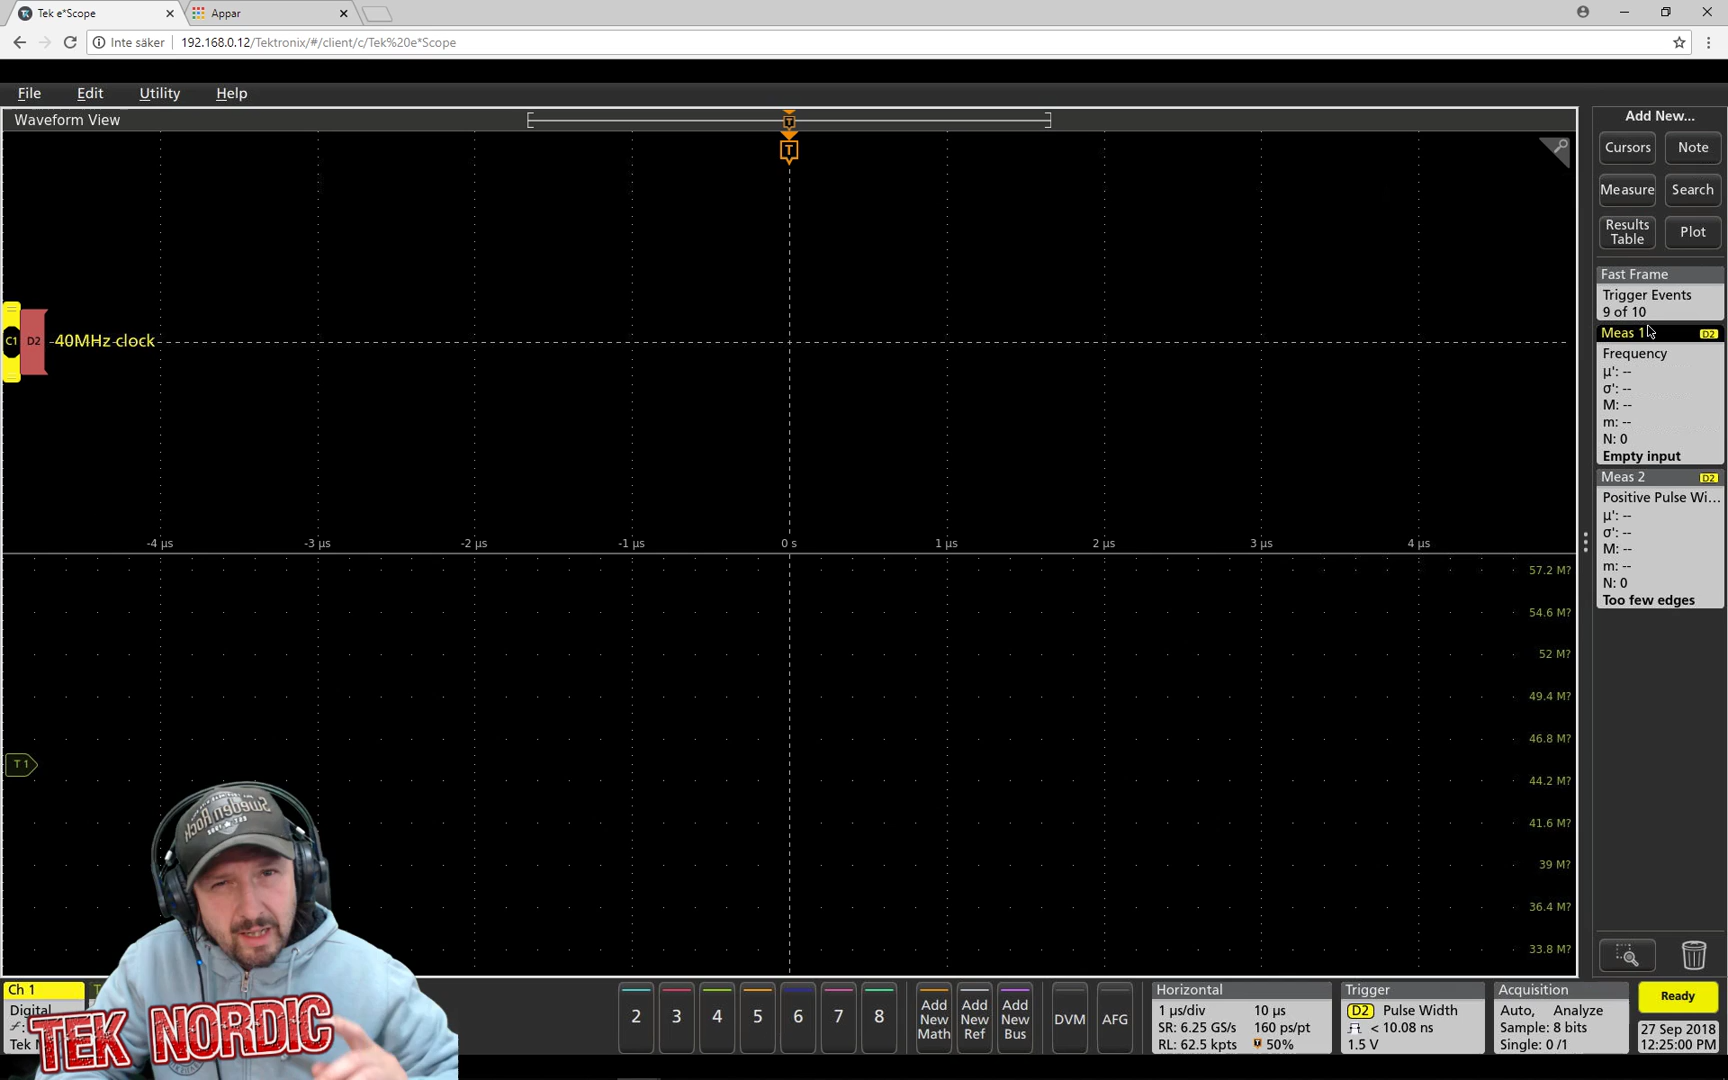 Tek e*Scope
Appar
Inte säker
192.168.0.12/Tektronix/#/client/c/Tek%20e*Scope
File Edit Utility Help
Waveform View
T
T
C1
D2
40MHz clock
-4 µs -3 µs -2 µs -1 µs 0 s 1 µs 2 µs 3 µs 4 µs
57.2 M?
54.6 M?
52 M?
49.4 M?
46.8 M?
44.2 M?
41.6 M?
39 M?
36.4 M?
33.8 M?
T 1
Add New...
Cursors Note
Measure Search
Results
Table
Plot
Fast Frame
Trigger Events
9 of 10
Meas 1 D2
Frequency
µ': --
σ': --
M: --
m: --
N: 0
Empty input
Meas 2 D2
Positive Pulse Wi...
µ': --
σ': --
M: --
m: --
N: 0
Too few edges
Sweden Rock
TEK NORDIC
Ch 1
Digital
Tek
2 3 4 5 6 7 8
Add
New
Math
Add
New
Ref
Add
New
Bus
DVM
AFG
Horizontal
1 µs/div 10 µs
SR: 6.25 GS/s 160 ps/pt
RL: 62.5 kpts T 50%
Trigger
D2 Pulse Width
< 10.08 ns
1.5 V
Acquisition
Auto, Analyze
Sample: 8 bits
Single: 0 /1
Ready
27 Sep 2018
12:25:00 PM